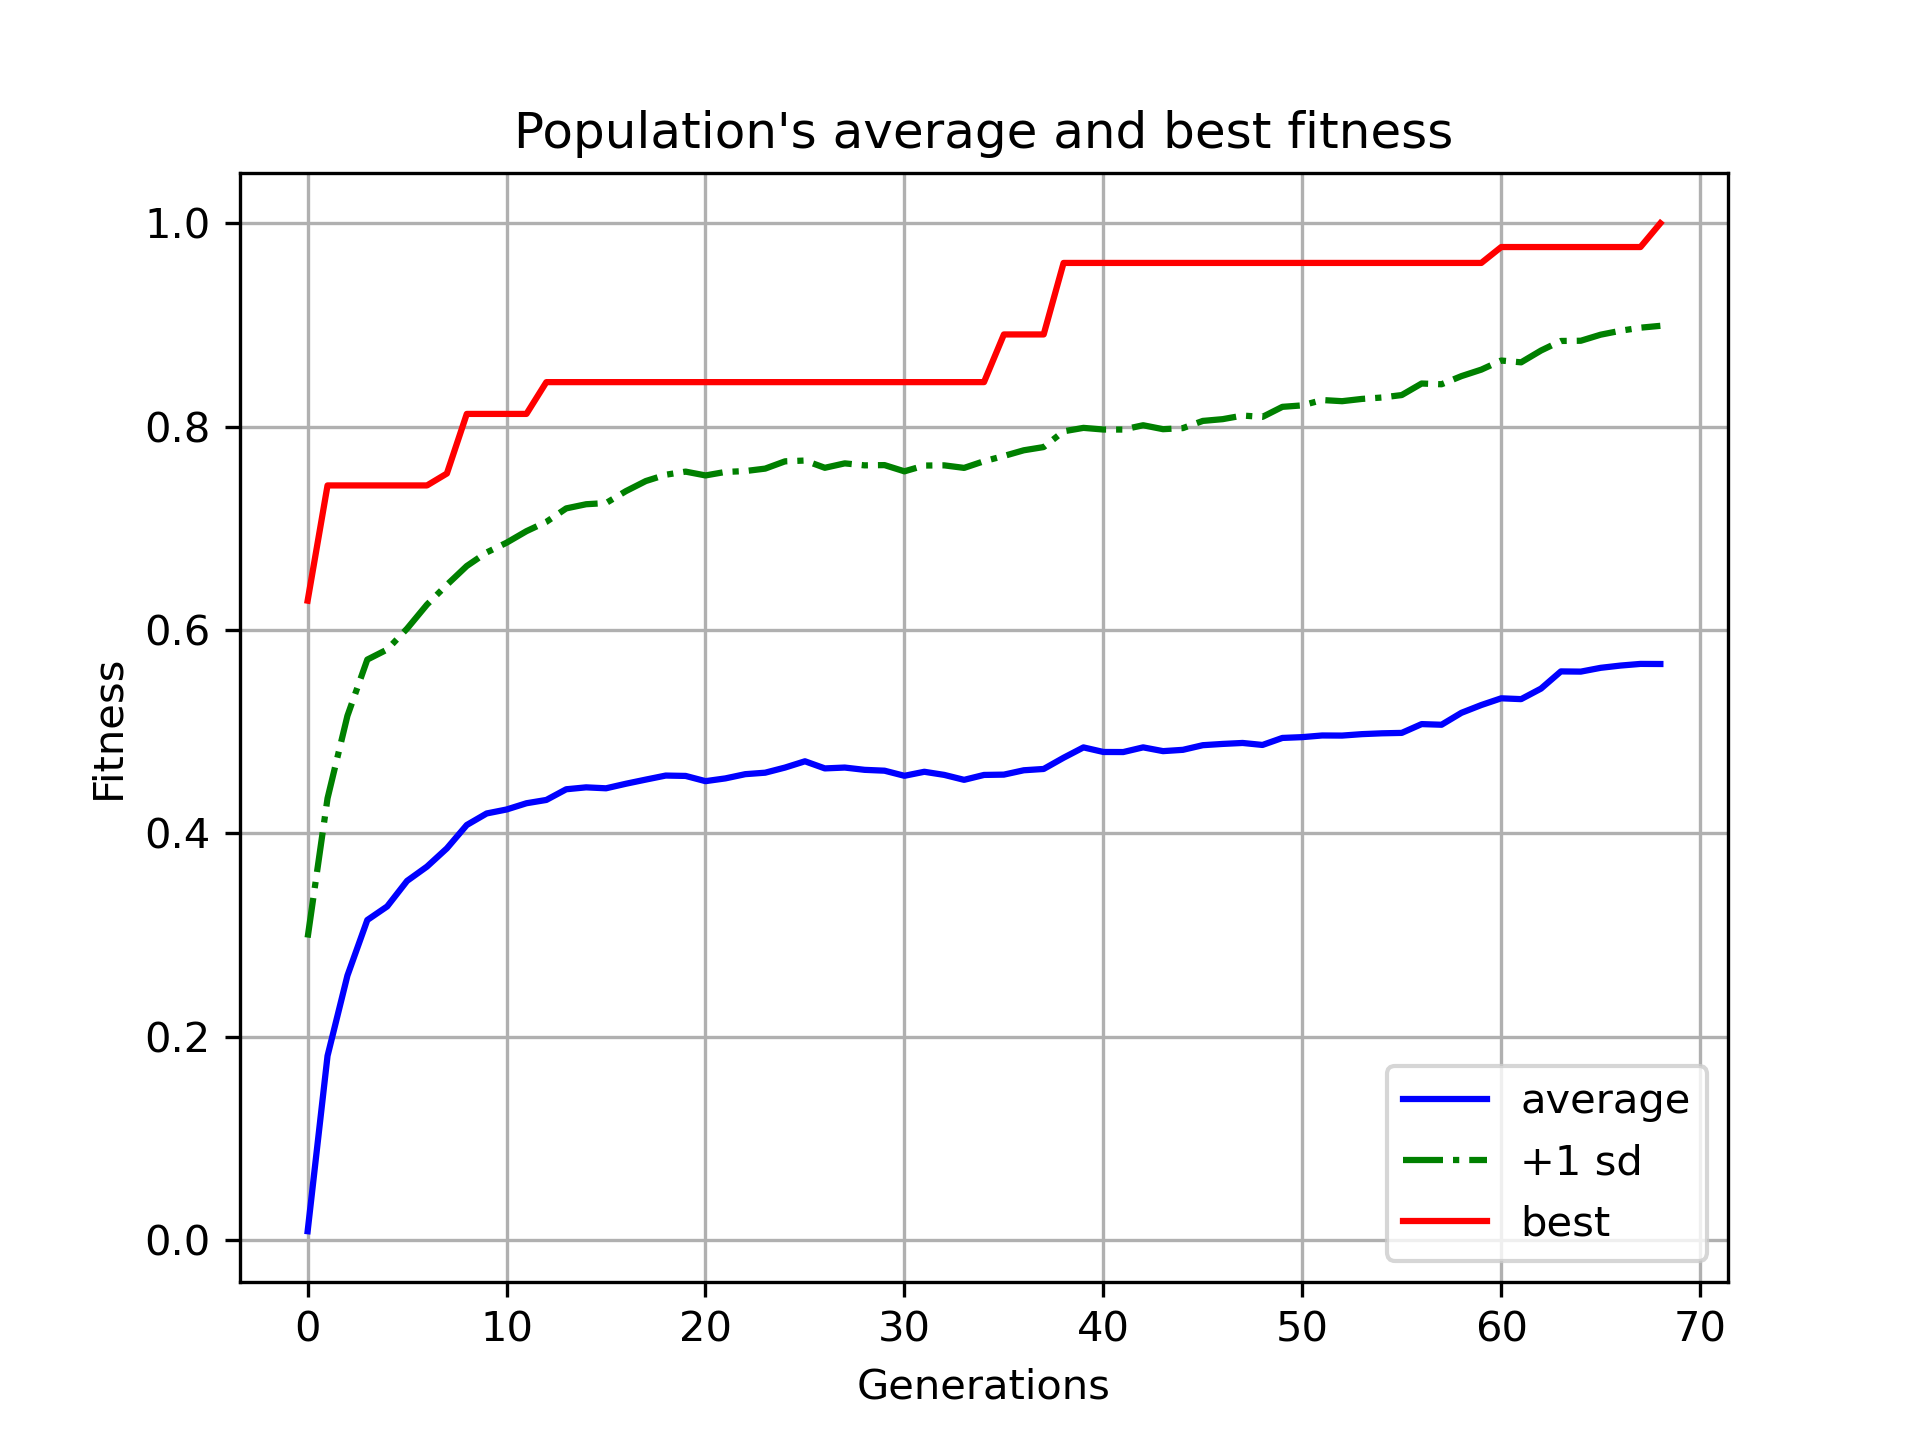 Population's average and best fitness
1.0
0.8
0.6
0.4
0.2
0.0
Fitness
0 10 20 30 40 50 60 70
Generations
average
+1 sd
best